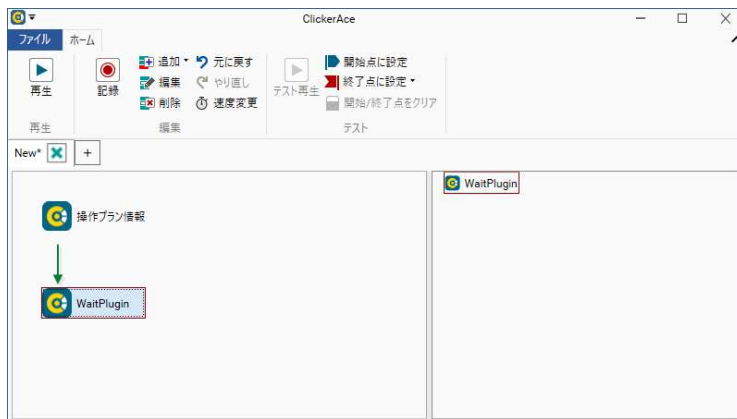 ClickerAce
ファイル ホーム
再生
記録
追加
編集
削除
元に戻す
やり直し
速度変更
テスト再生
開始点に設定
終了点に設定
開始/終了点をクリア
再生 編集 テスト
New* +
操作プラン情報
WaitPlugin
WaitPlugin